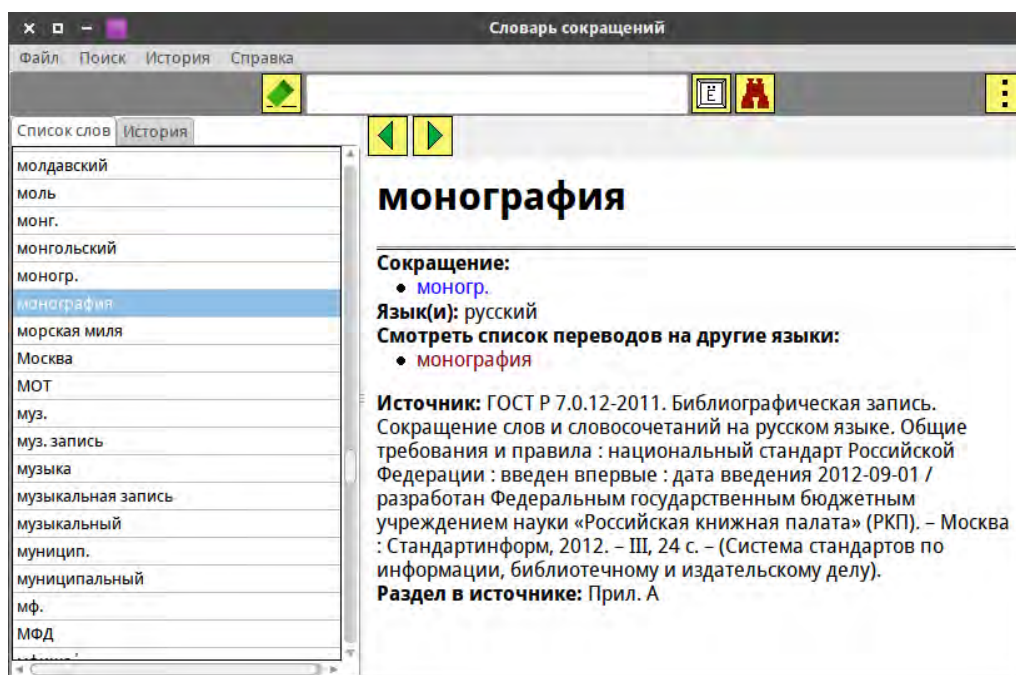 Словарь сокращений
Файл Поиск История Справка
Ё
Список слов История
молдавский
моль
монг.
монгольский
моногр.
монография
морская миля
Москва
МОТ
муз.
муз. запись
музыка
музыкальная запись
музыкальный
муницип.
муниципальный
мф.
МФД
монография
Сокращение:
• моногр.
Язык(и): русский
Смотреть список переводов на другие языки:
• монография
Источник: ГОСТ Р 7.0.12-2011. Библиографическая запись.
Сокращение слов и словосочетаний на русском языке. Общие
требования и правила : национальный стандарт Российской
Федерации : введен впервые : дата введения 2012-09-01 /
разработан Федеральным государственным бюджетным
учреждением науки «Российская книжная палата» (РКП). – Москва
: Стандартинформ, 2012. – III, 24 с. – (Система стандартов по
информации, библиотечному и издательскому делу).
Раздел в источнике: Прил. А